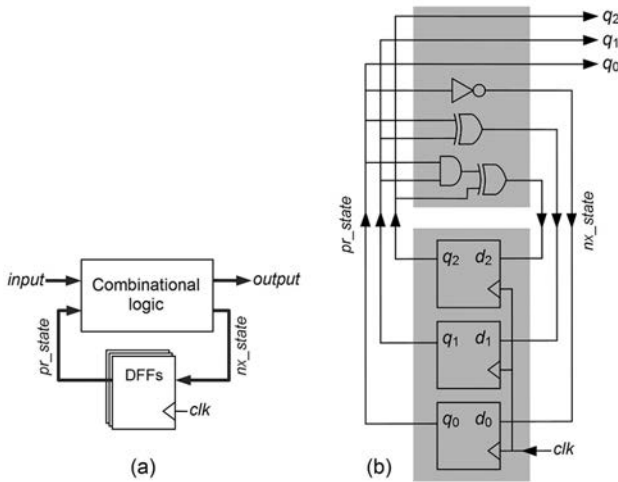 input
Combinational
logic
output
pr_state
nx_state
DFFs
clk
(a)
q2
q1
q0
pr_state
nx_state
q2 d2
q1 d1
q0 d0
clk
(b)